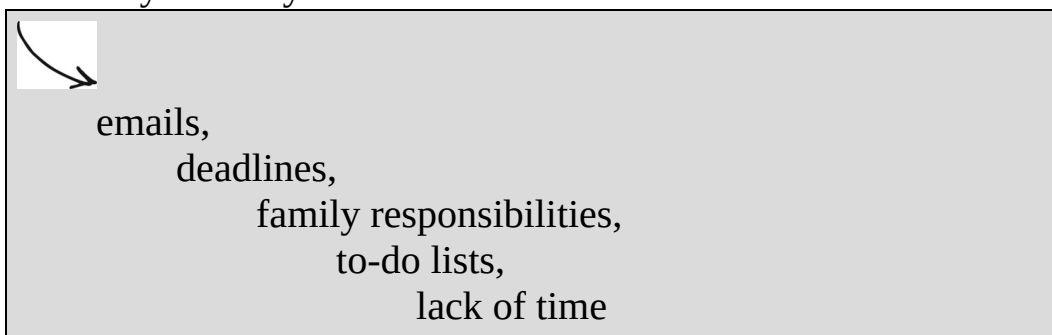 emails,
deadlines,
family responsibilities,
to-do lists,
lack of time